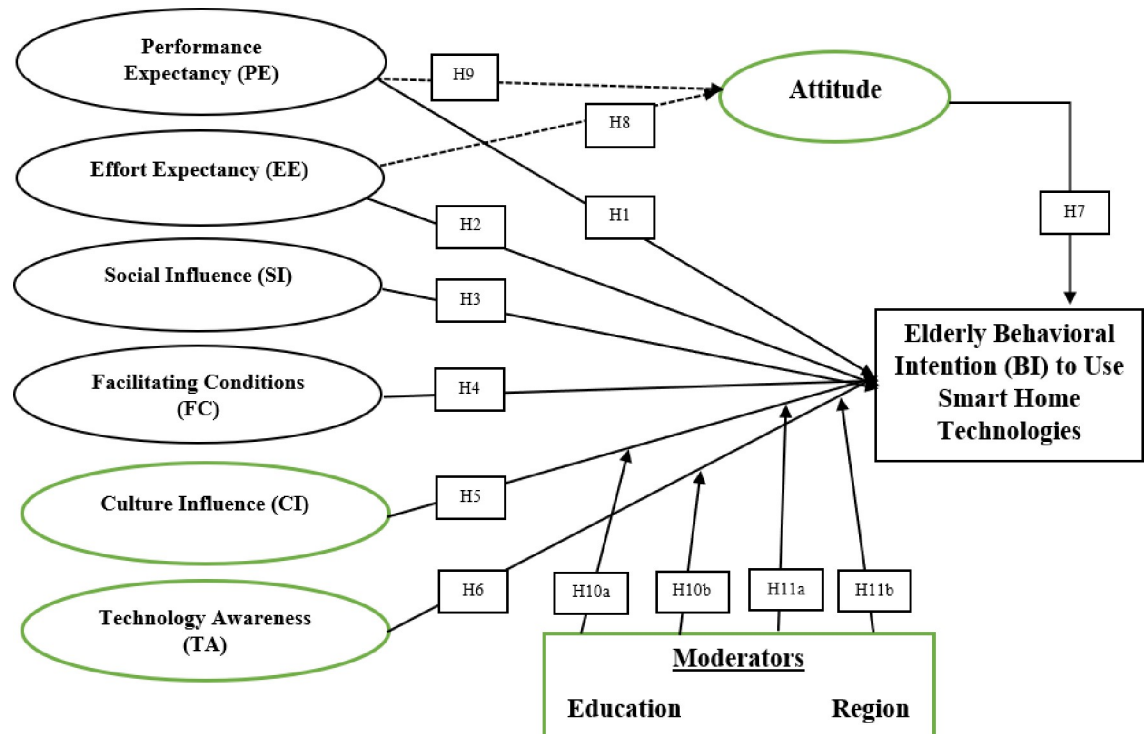 Performance
Expectancy (PE)
H9
Attitude
H8
Effort Expectancy (EE)
H1
H2
H7
Social Influence (SI)
H3
Elderly Behavioral
Intention (BI) to Use
Smart Home
Technologies
Facilitating Conditions
(FC)
H4
Culture Influence (CI)
H5
Technology Awareness
(TA)
H6
H10a
H10b
H11a
H11b
Moderators
Education
Region